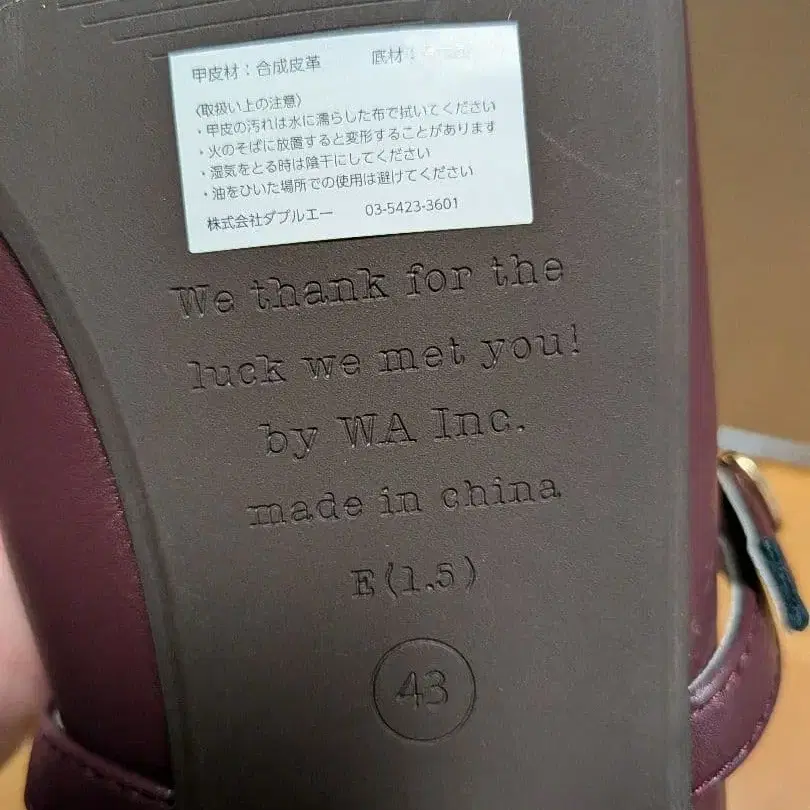 甲皮材：合成皮革　　底材：
〈取扱い上の注意〉
・甲皮の汚れは水に濡らした布で拭いてください
・火のそばに放置すると変形することがあります
・湿気をとる時は陰干にしてください
・油をひいた場所での使用は避けてください
株式会社ダブルエー　　03-5423-3601
We thank for the
luck we met you!
by WA Inc.
made in china
E(1.5)
43